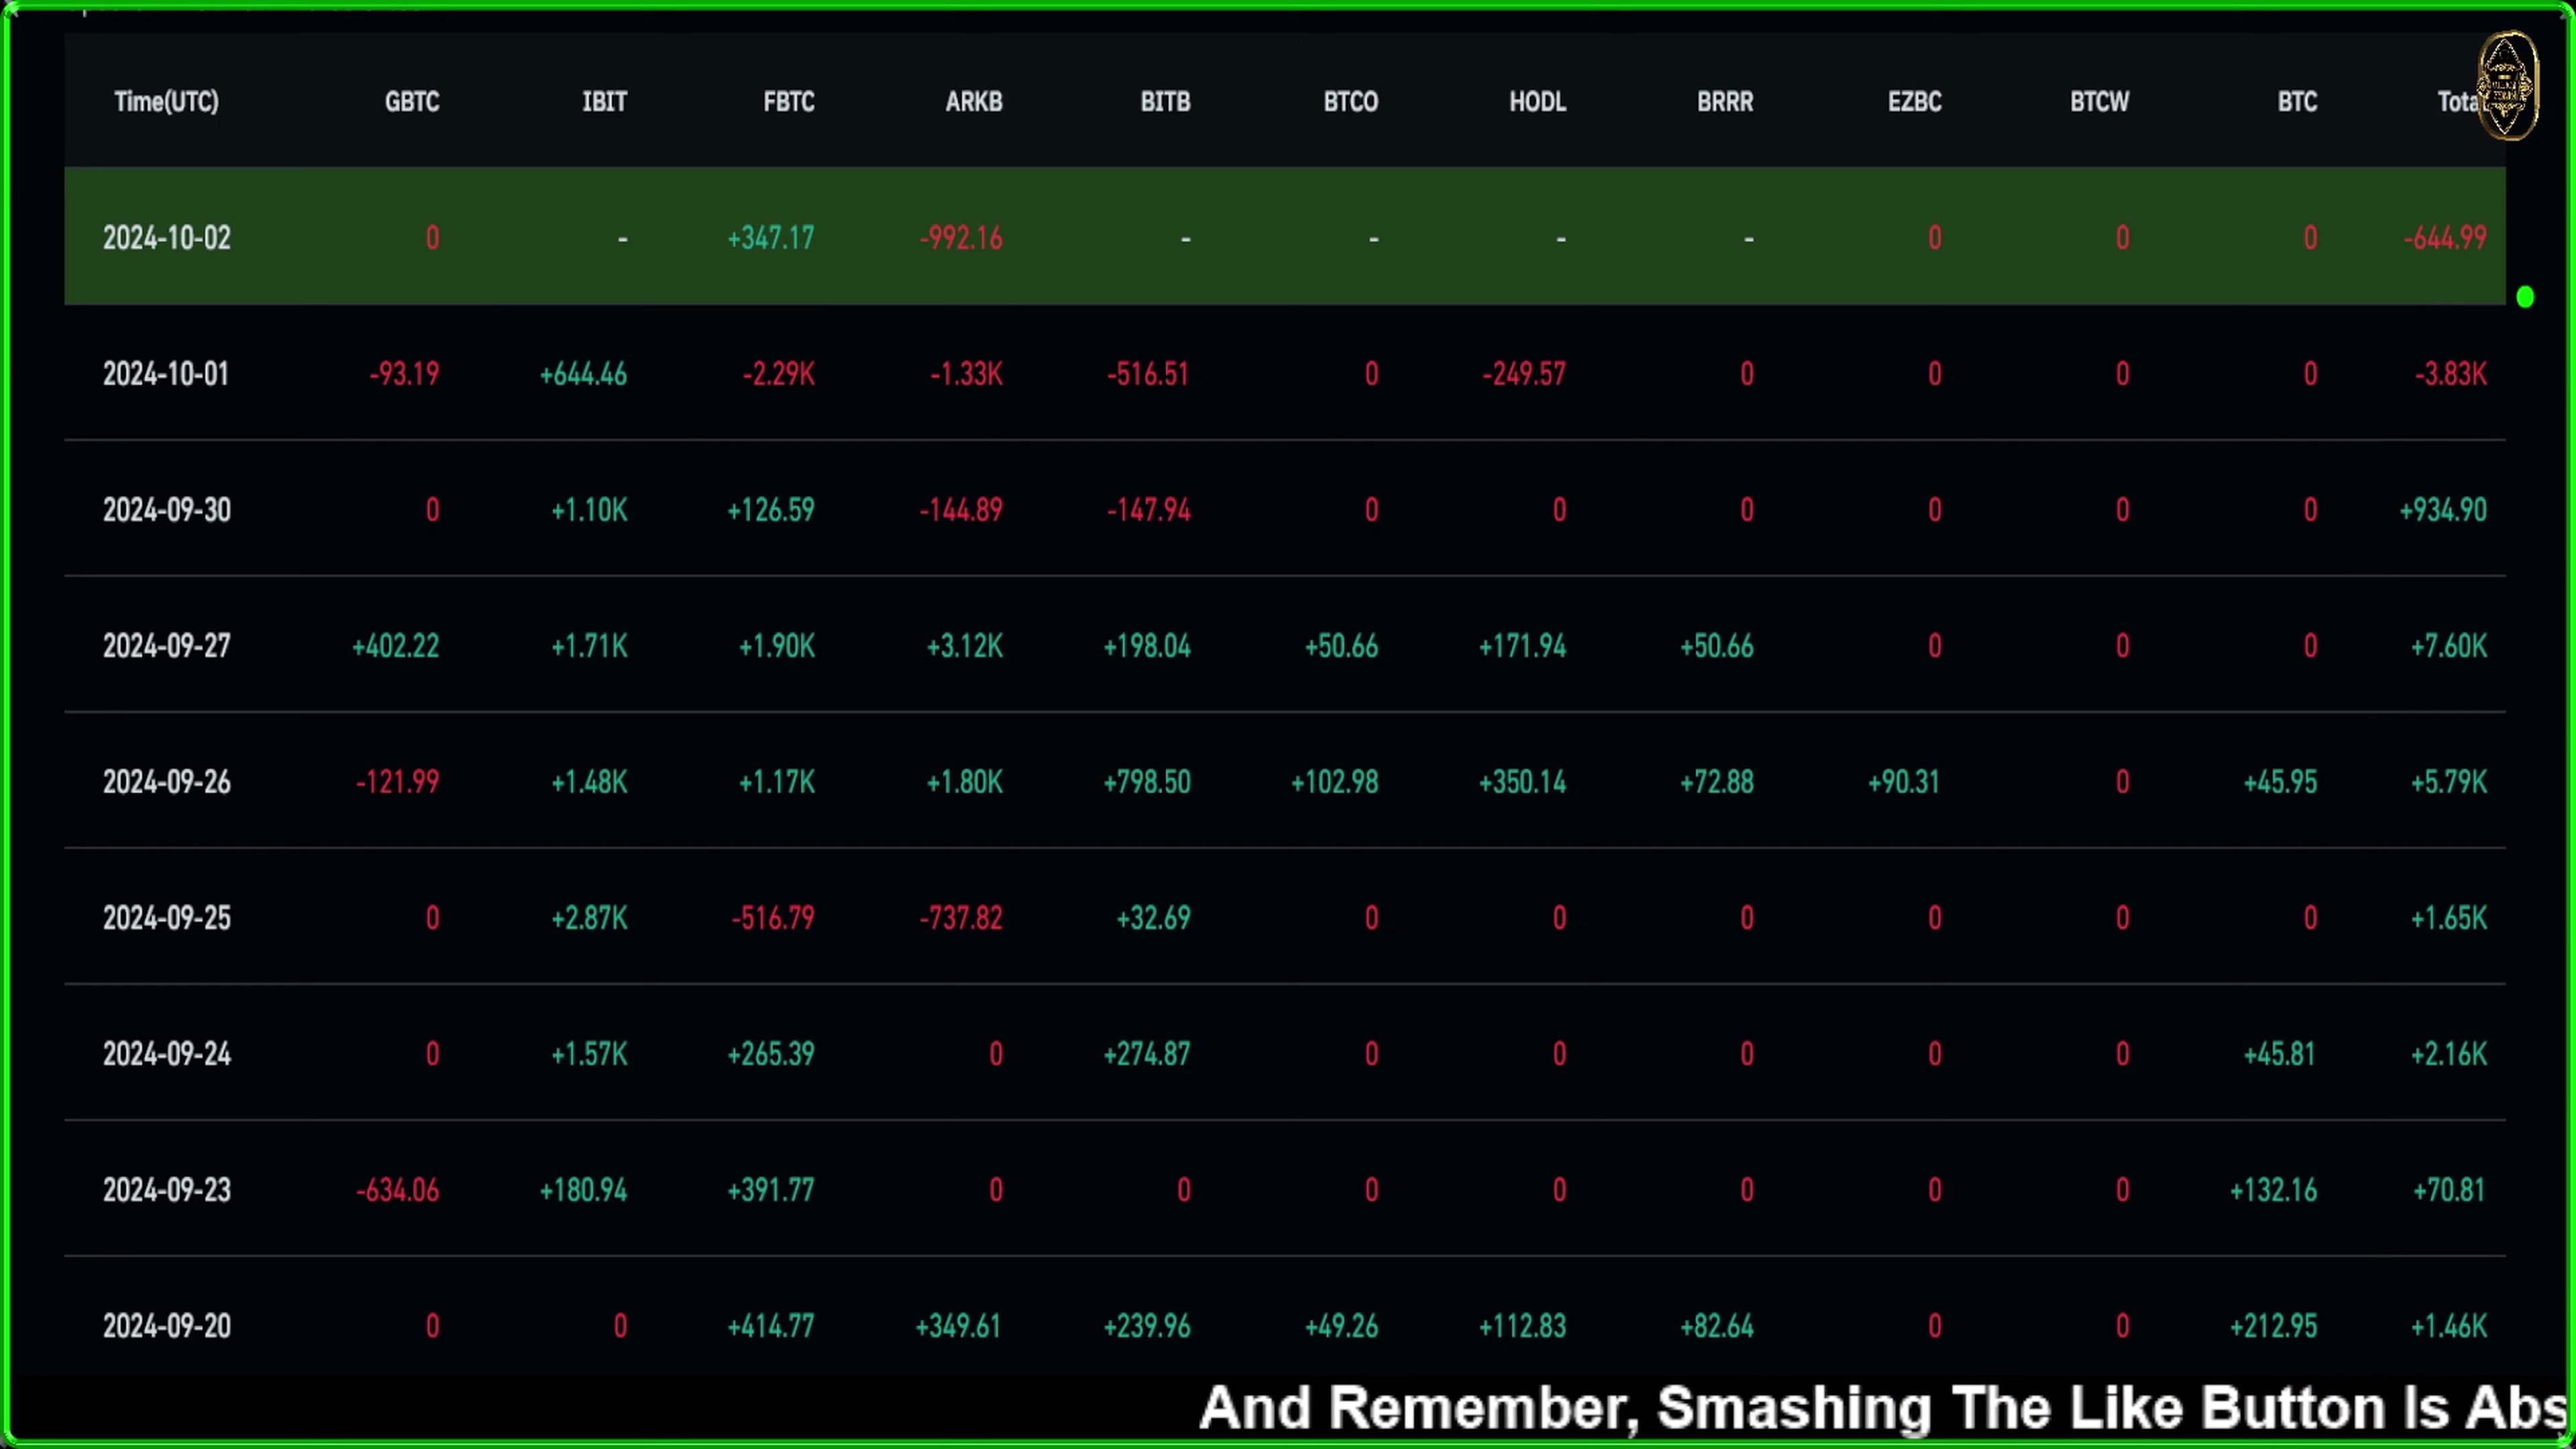 Time(UTC) GBTC IBIT FBTC ARKB BITB BTCO HODL BRRR EZBC BTCW BTC Tota
2024-10-02 0 - +347.17 -992.16 - - - - 0 0 0 -644.99
2024-10-01 -93.19 +644.46 -2.29K -1.33K -516.51 0 -249.57 0 0 0 0 -3.83K
2024-09-30 0 +1.10K +126.59 -144.89 -147.94 0 0 0 0 0 0 +934.90
2024-09-27 +402.22 +1.71K +1.90K +3.12K +198.04 +50.66 +171.94 +50.66 0 0 0 +7.60K
2024-09-26 -121.99 +1.48K +1.17K +1.80K +798.50 +102.98 +350.14 +72.88 +90.31 0 +45.95 +5.79K
2024-09-25 0 +2.87K -516.79 -737.82 +32.69 0 0 0 0 0 0 +1.65K
2024-09-24 0 +1.57K +265.39 0 +274.87 0 0 0 0 0 +45.81 +2.16K
2024-09-23 -634.06 +180.94 +391.77 0 0 0 0 0 0 0 +132.16 +70.81
2024-09-20 0 0 +414.77 +349.61 +239.96 +49.26 +112.83 +82.64 0 0 +212.95 +1.46K
And Remember, Smashing The Like Button Is Abs